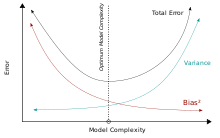 Total Error
Optimum Model Complexity
Variance
Error
Bias²
Model Complexity